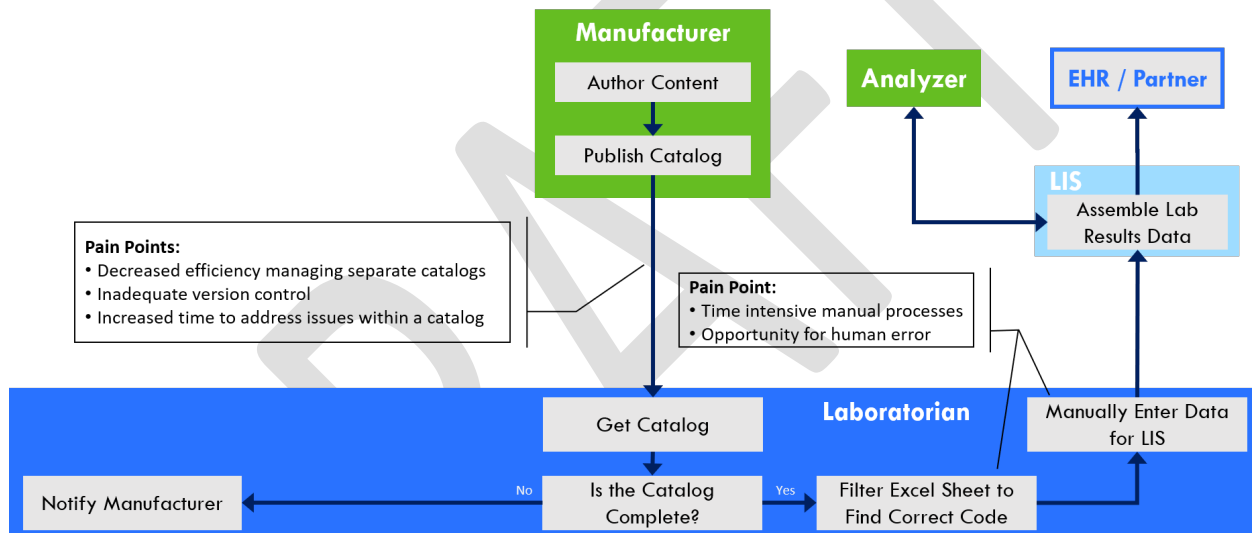 DRAFT
Manufacturer
Author Content
Publish Catalog
Analyzer
EHR / Partner
LIS
Assemble Lab
Results Data
Pain Points:
• Decreased efficiency managing separate catalogs
• Inadequate version control
• Increased time to address issues within a catalog
Pain Point:
• Time intensive manual processes
• Opportunity for human error
Laboratorian
Get Catalog
Manually Enter Data
for LIS
Notify Manufacturer
No
Is the Catalog
Complete?
Yes
Filter Excel Sheet to
Find Correct Code